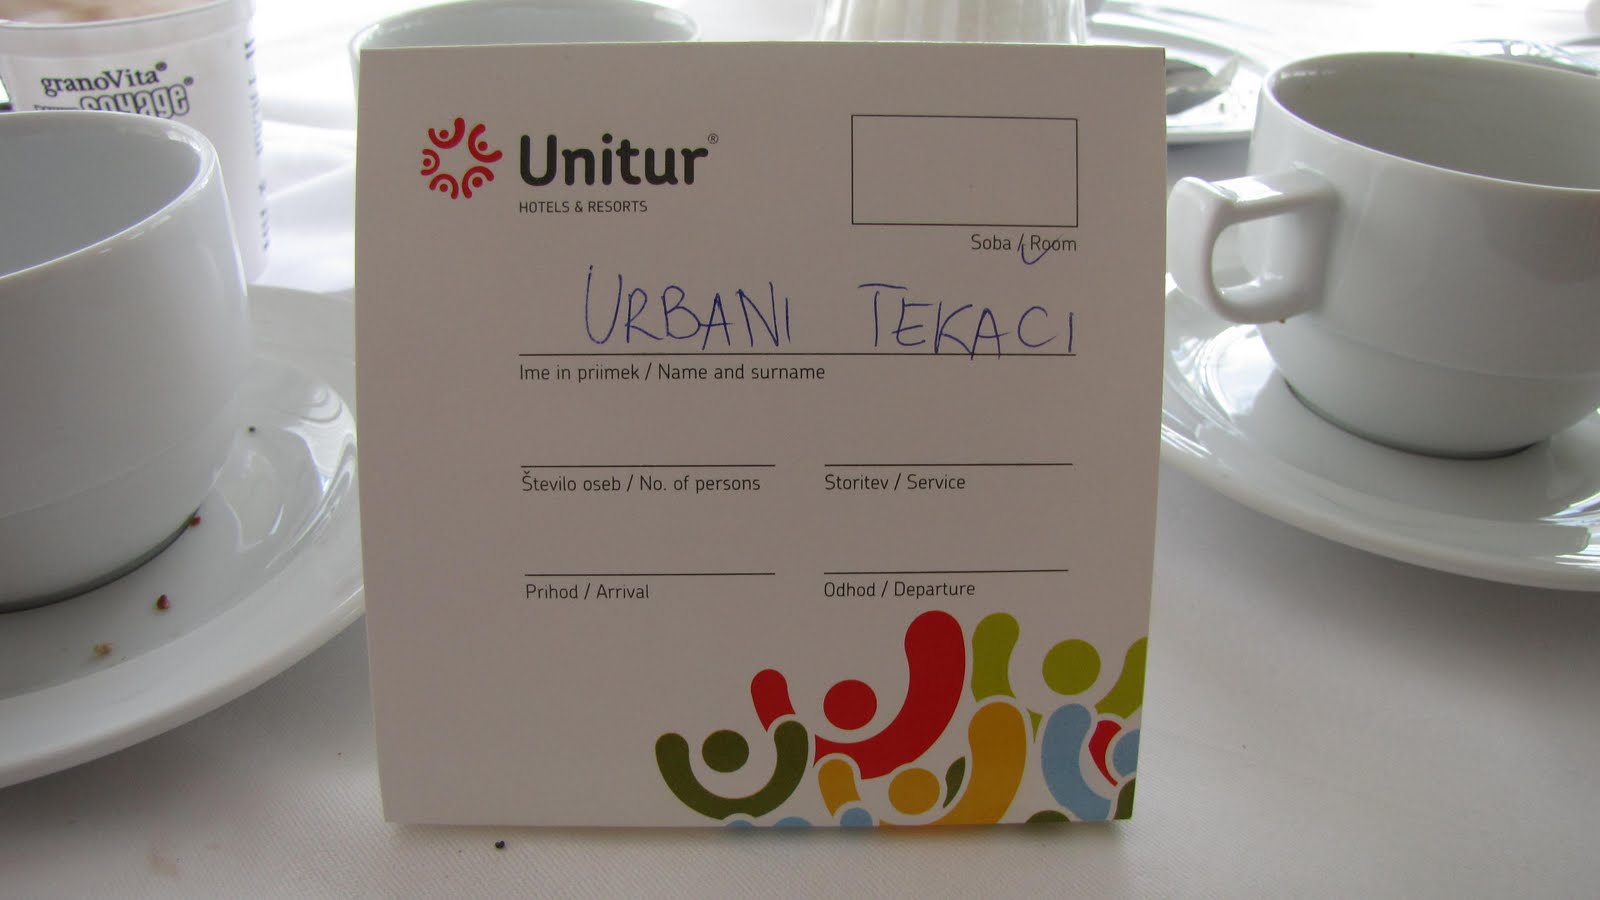 granoVita®
soyage®
Unitur®
HOTELS & RESORTS
Soba / Room
URBANI TEKACI
Ime in priimek / Name and surname
Število oseb / No. of persons
Storitev / Service
Prihod / Arrival
Odhod / Departure